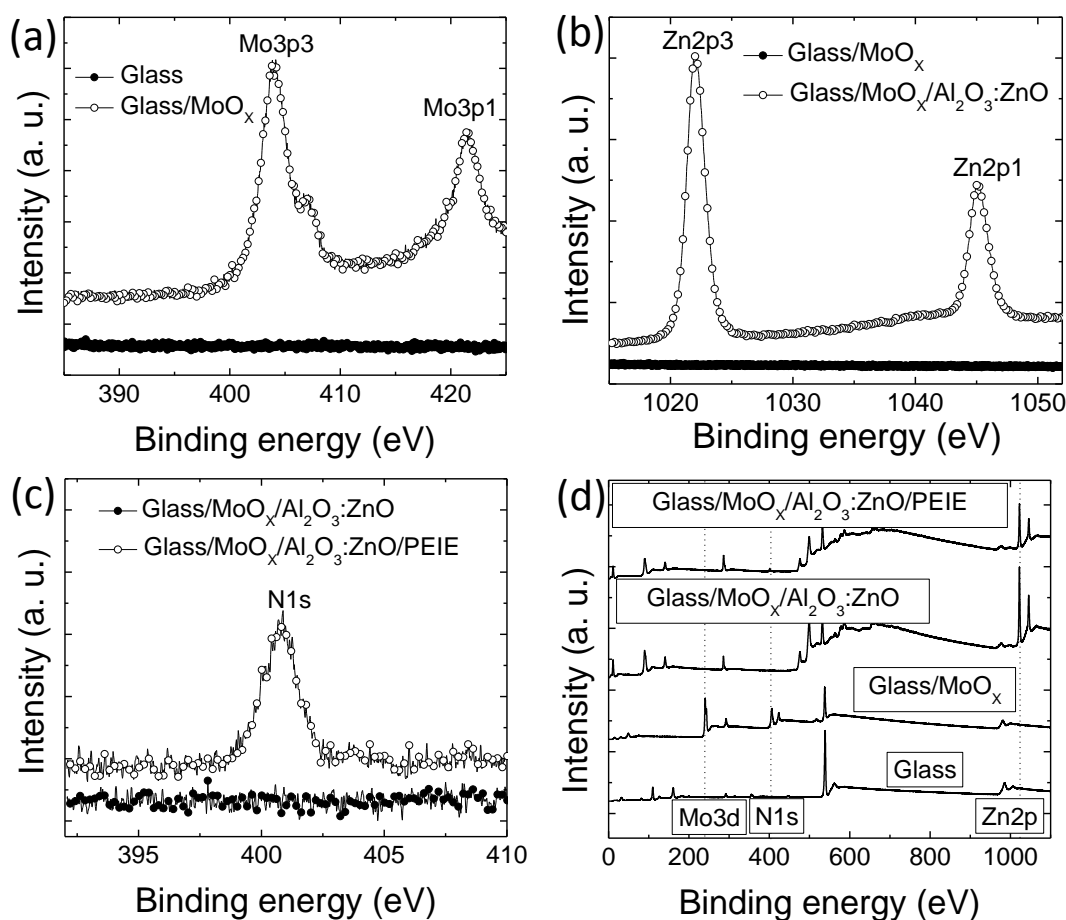 (a)
Mo3p3
Glass
Glass/MoOₓ
Mo3p1
Intensity (a. u.)
390 400 410 420
Binding energy (eV)
(b)
Zn2p3
Glass/MoOₓ
Glass/MoOₓ/Al₂O₃:ZnO
Zn2p1
Intensity (a. u.)
1020 1030 1040 1050
Binding energy (eV)
(c)
Glass/MoOₓ/Al₂O₃:ZnO
Glass/MoOₓ/Al₂O₃:ZnO/PEIE
N1s
Intensity (a. u.)
395 400 405 410
Binding energy (eV)
(d)
Glass/MoOₓ/Al₂O₃:ZnO/PEIE
Glass/MoOₓ/Al₂O₃:ZnO
Glass/MoOₓ
Glass
Mo3d N1s Zn2p
Intensity (a. u.)
0 200 400 600 800 1000
Binding energy (eV)